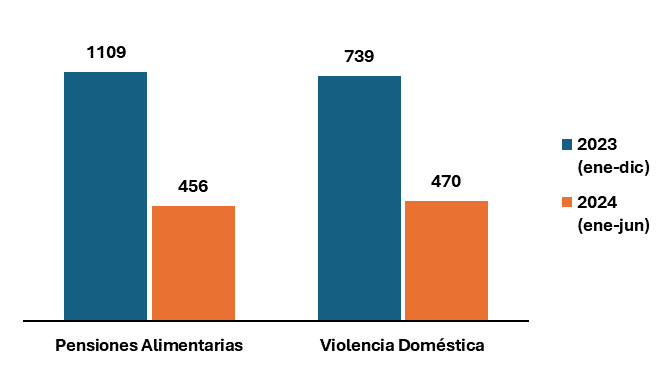 1109
739
456
470
2023
(ene-dic)
2024
(ene-jun)
Pensiones Alimentarias
Violencia Doméstica